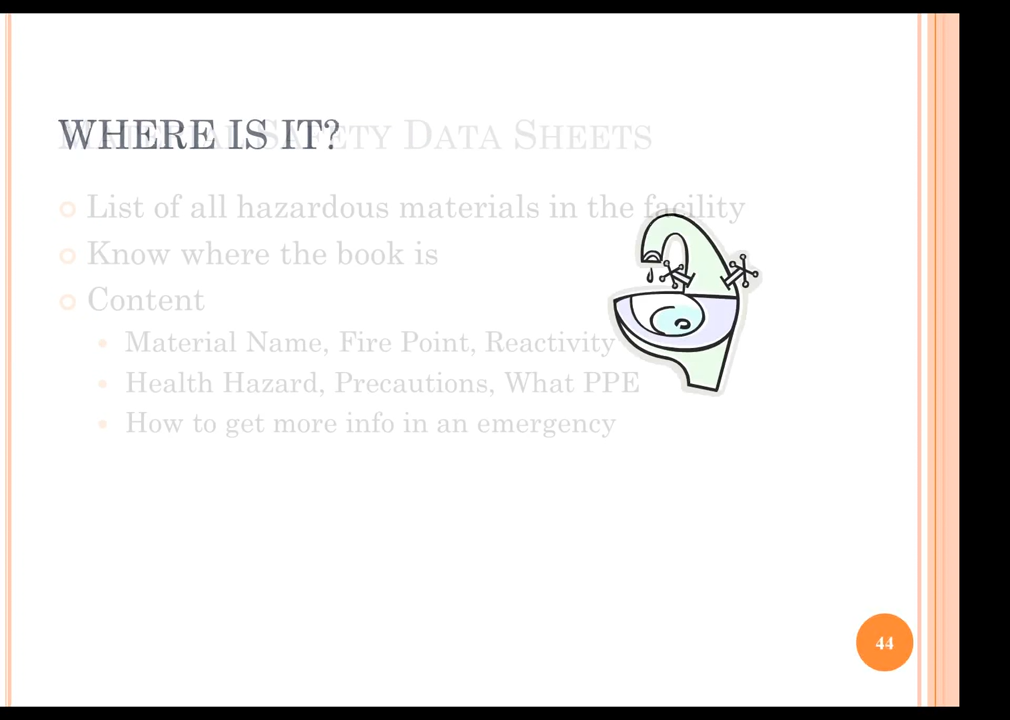 WHERE IS IT?
MATERIAL SAFETY DATA SHEETS
List of all hazardous materials in the facility
Know where the book is
Content
Material Name, Fire Point, Reactivity
Health Hazard, Precautions, What PPE
How to get more info in an emergency
44